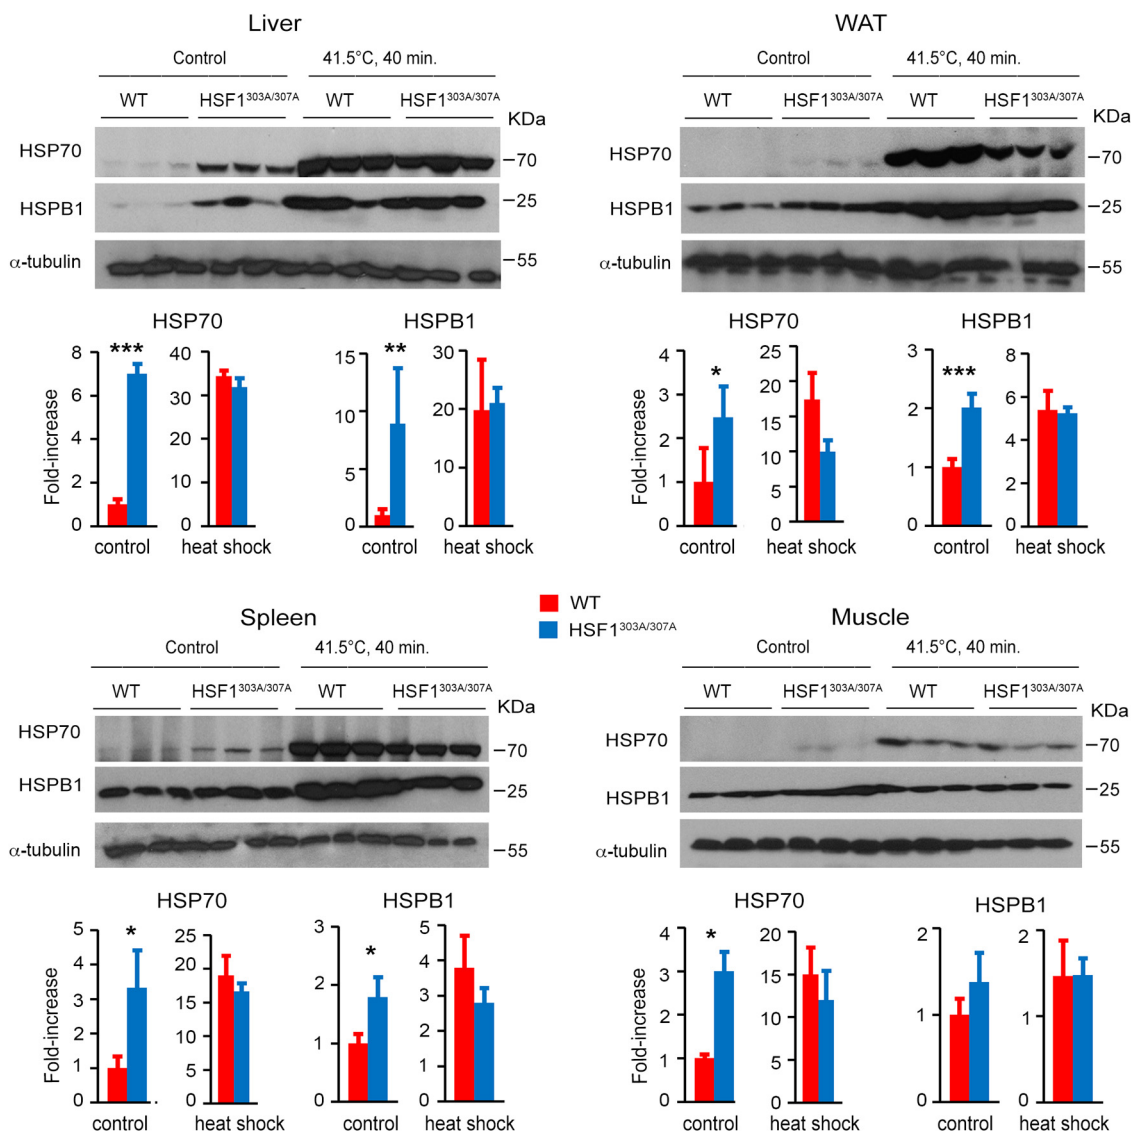 Liver
Control 41.5°C, 40 min.
WT HSF1303A/307A WT HSF1303A/307A
KDa
HSP70 –70
HSPB1 –25
α-tubulin –55
HSP70 HSPB1
Fold-increase
8 6 4 2 0
40 30 20 10 0
15 10 5 0
30 20 10 0
*** **
control heat shock control heat shock
WAT
Control 41.5°C, 40 min.
WT HSF1303A/307A WT HSF1303A/307A
KDa
HSP70 –70
HSPB1 –25
α-tubulin –55
HSP70 HSPB1
Fold-increase
4 3 2 1 0
25 20 15 10 5 0
3 2 1 0
8 6 4 2 0
* ***
control heat shock control heat shock
WT
HSF1303A/307A
Spleen
Control 41.5°C, 40 min.
WT HSF1303A/307A WT HSF1303A/307A
KDa
HSP70 –70
HSPB1 –25
α-tubulin –55
HSP70 HSPB1
Fold-increase
5 4 3 2 1 0
25 20 15 10 5 0
3 2 1 0
5 4 3 2 1 0
* *
control heat shock control heat shock
Muscle
Control 41.5°C, 40 min.
WT HSF1303A/307A WT HSF1303A/307A
KDa
HSP70 –70
HSPB1 –25
α-tubulin –55
HSP70 HSPB1
Fold-increase
4 3 2 1 0
20 15 10 5 0
2 1 0
2 1 0
*
control heat shock control heat shock